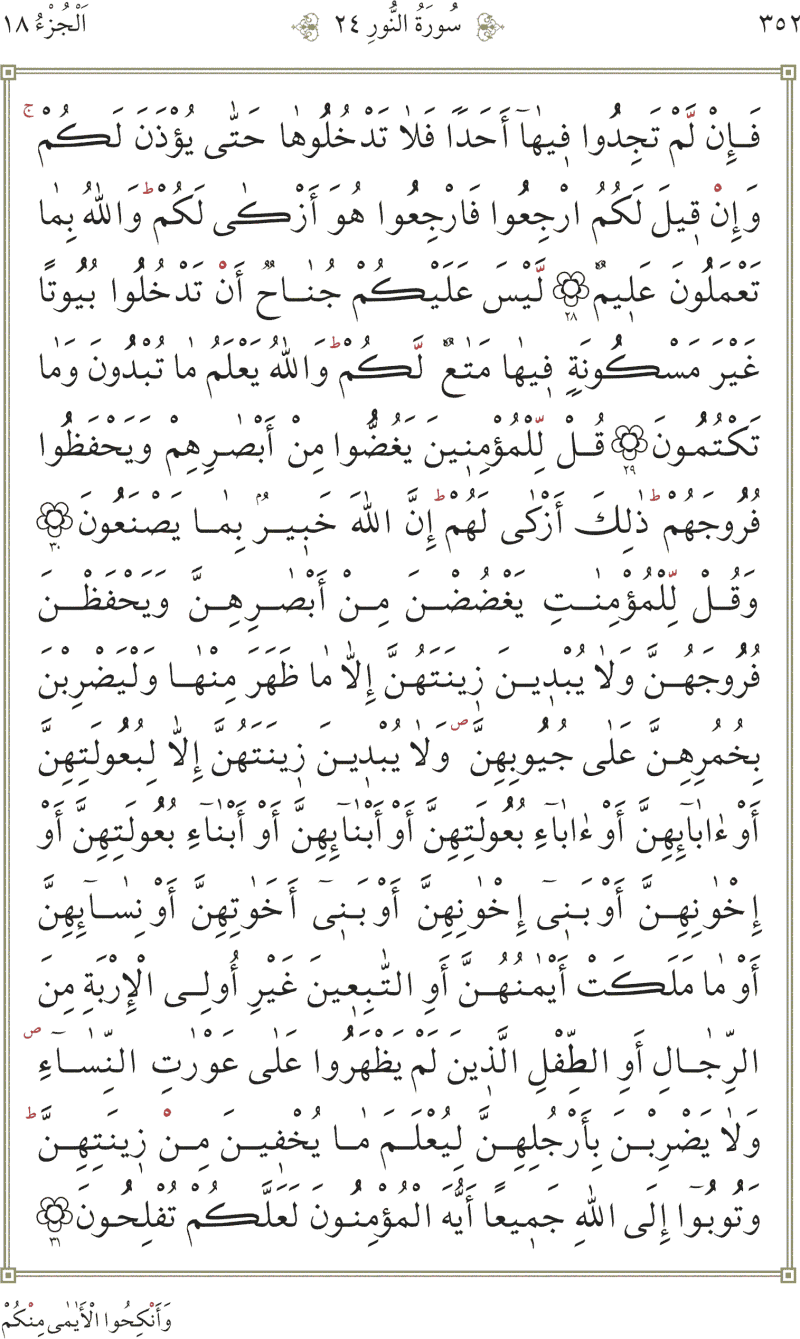 ٣٥٢ سُورَةُ النُّورِ ٢٤ اَلْجُزْءُ ١٨
فَإِنْ لَّمْ تَجِدُوا فِيهَآ أَحَدًا فَلَا تَدْخُلُوهَا حَتّٰى يُؤْذَنَ لَكُمْ ۚ
وَإِنْ قِيلَ لَكُمُ ارْجِعُوا فَارْجِعُوا هُوَ أَزْكٰى لَكُمْ ؕ وَاللّٰهُ بِمَا
تَعْمَلُونَ عَلِيمٌ ٢٨ لَّيْسَ عَلَيْكُمْ جُنَاحٌ أَنْ تَدْخُلُوا بُيُوتًا
غَيْرَ مَسْكُونَةٍ فِيهَا مَتٰعٌ لَّكُمْ ؕ وَاللّٰهُ يَعْلَمُ مَا تُبْدُونَ وَمَا
تَكْتُمُونَ ٢٩ قُلْ لِّلْمُؤْمِنِينَ يَغُضُّوا مِنْ أَبْصٰرِهِمْ وَيَحْفَظُوا
فُرُوجَهُمْ ؕ ذٰلِكَ أَزْكٰى لَهُمْ ؕ إِنَّ اللّٰهَ خَبِيرٌۢ بِمَا يَصْنَعُونَ ٣٠
وَقُلْ لِّلْمُؤْمِنٰتِ يَغْضُضْنَ مِنْ أَبْصٰرِهِنَّ وَيَحْفَظْنَ
فُرُوجَهُنَّ وَلَا يُبْدِينَ زِينَتَهُنَّ إِلَّا مَا ظَهَرَ مِنْهَا وَلْيَضْرِبْنَ
بِخُمُرِهِنَّ عَلٰى جُيُوبِهِنَّ ۖ وَلَا يُبْدِينَ زِينَتَهُنَّ إِلَّا لِبُعُولَتِهِنَّ
أَوْ ءَابَآئِهِنَّ أَوْ ءَابَآءِ بُعُولَتِهِنَّ أَوْ أَبْنَآئِهِنَّ أَوْ أَبْنَآءِ بُعُولَتِهِنَّ أَوْ
إِخْوٰنِهِنَّ أَوْ بَنِىٓ إِخْوٰنِهِنَّ أَوْ بَنِىٓ أَخَوٰتِهِنَّ أَوْ نِسَآئِهِنَّ
أَوْ مَا مَلَكَتْ أَيْمٰنُهُنَّ أَوِ التّٰبِعِينَ غَيْرِ أُولِى الْإِرْبَةِ مِنَ
الرِّجَالِ أَوِ الطِّفْلِ الَّذِينَ لَمْ يَظْهَرُوا عَلٰى عَوْرٰتِ النِّسَآءِ ۖ
وَلَا يَضْرِبْنَ بِأَرْجُلِهِنَّ لِيُعْلَمَ مَا يُخْفِينَ مِنْ زِينَتِهِنَّ ؕ
وَتُوبُوٓا إِلَى اللّٰهِ جَمِيعًا أَيُّهَ الْمُؤْمِنُونَ لَعَلَّكُمْ تُفْلِحُونَ ٣١
وَأَنْكِحُوا الْأَيٰمٰى مِنْكُمْ